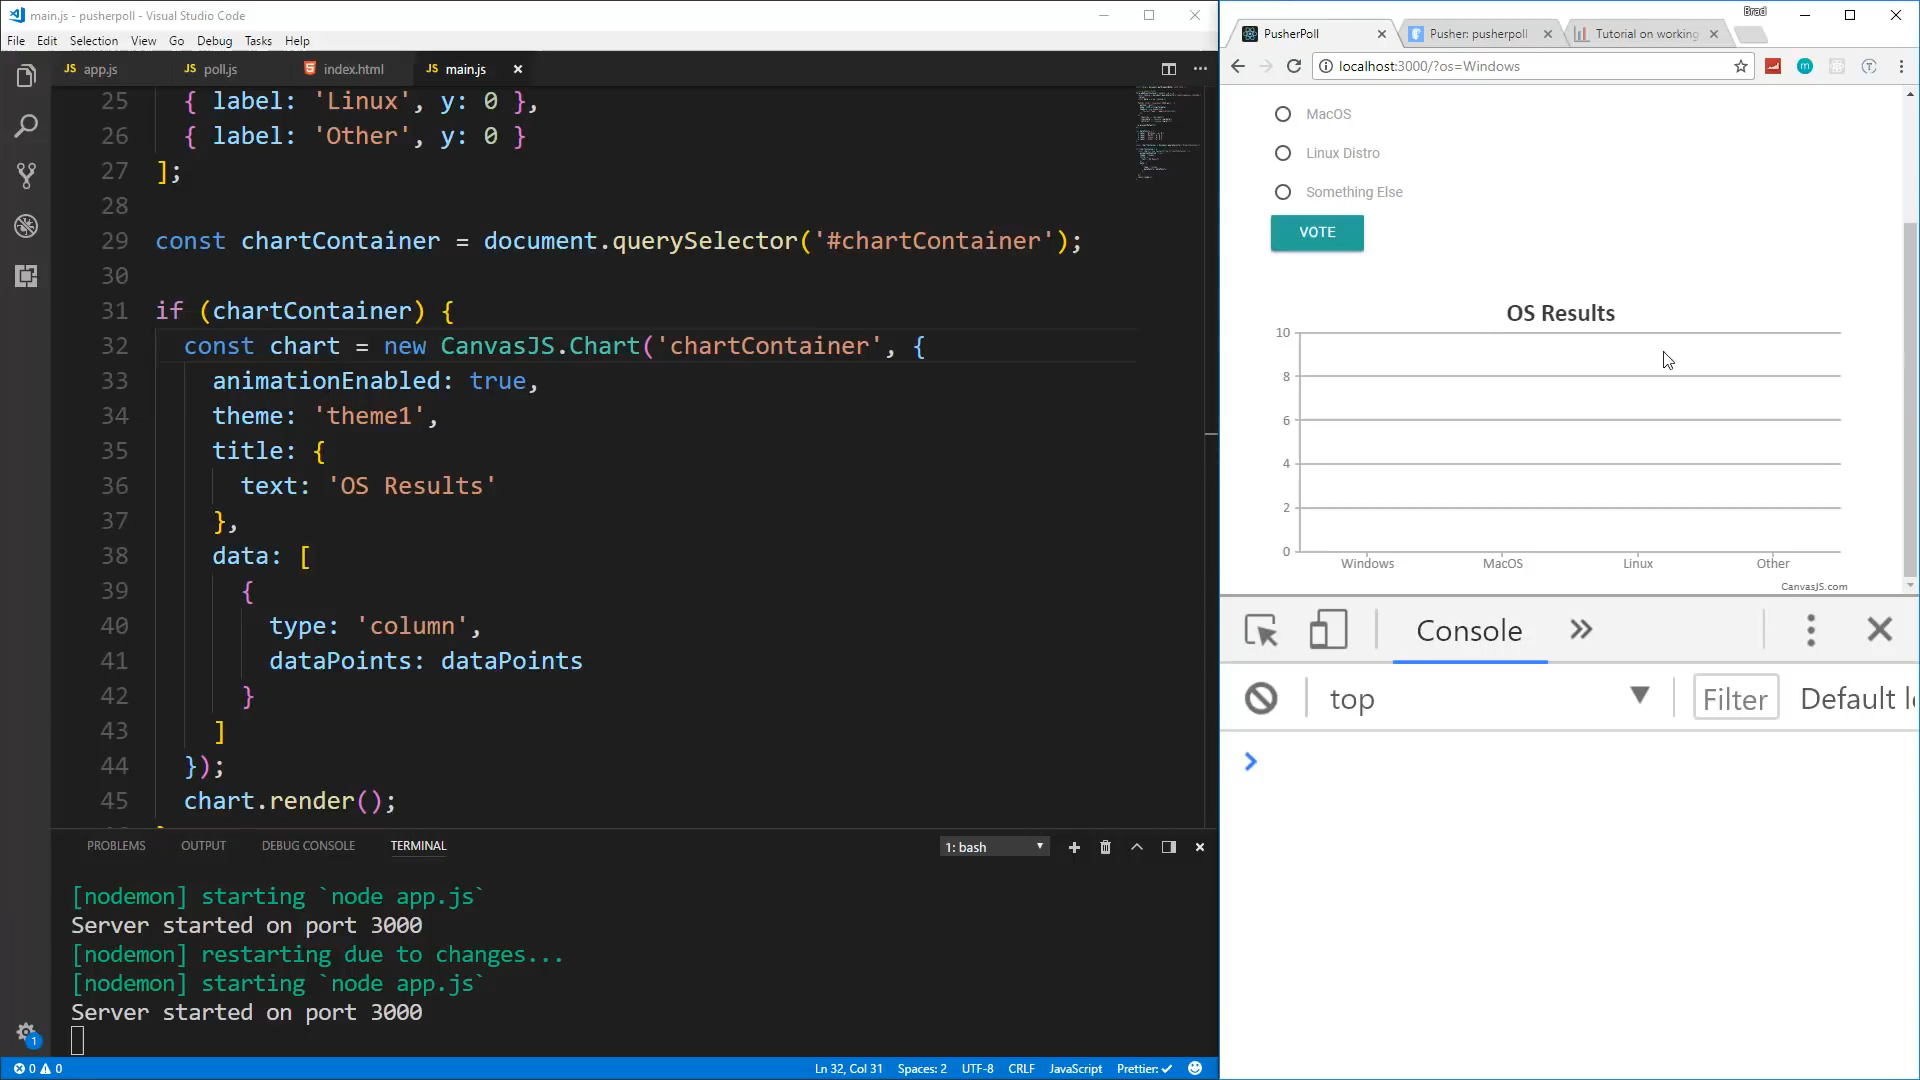 main.js - pusherpoll - Visual Studio Code
File Edit Selection View Go Debug Tasks Help
JS app.js
JS poll.js
index.html
JS main.js
25 { label: 'Linux', y: 0 },
26 { label: 'Other', y: 0 }
27 ];
28
29 const chartContainer = document.querySelector('#chartContainer');
30
31 if (chartContainer) {
32 const chart = new CanvasJS.Chart('chartContainer', {
33 animationEnabled: true,
34 theme: 'theme1',
35 title: {
36 text: 'OS Results'
37 },
38 data: [
39 {
40 type: 'column',
41 dataPoints: dataPoints
42 }
43 ]
44 });
45 chart.render();
PROBLEMS OUTPUT DEBUG CONSOLE TERMINAL
1: bash
[nodemon] starting `node app.js`
Server started on port 3000
[nodemon] restarting due to changes...
[nodemon] starting `node app.js`
Server started on port 3000
1
0 0
Ln 32, Col 31 Spaces: 2 UTF-8 CRLF JavaScript Prettier: ✓
Brad
PusherPoll
Pusher: pusherpoll
Tutorial on working
localhost:3000/?os=Windows
MacOS
Linux Distro
Something Else
VOTE
OS Results
10
8
6
4
2
0
Windows MacOS Linux Other
CanvasJS.com
Console
top
Filter
Default